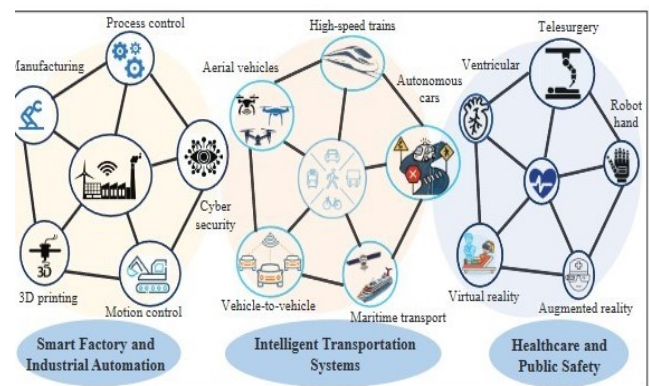 Process control
Manufacturing
Cyber
security
3D
3D printing
Motion control
Smart Factory and
Industrial Automation
High-speed trains
Aerial vehicles
Autonomous
cars
Vehicle-to-vehicle
Maritime transport
Intelligent Transportation
Systems
Telesurgery
Ventricular
Robot
hand
Virtual reality
Augmented reality
Healthcare and
Public Safety